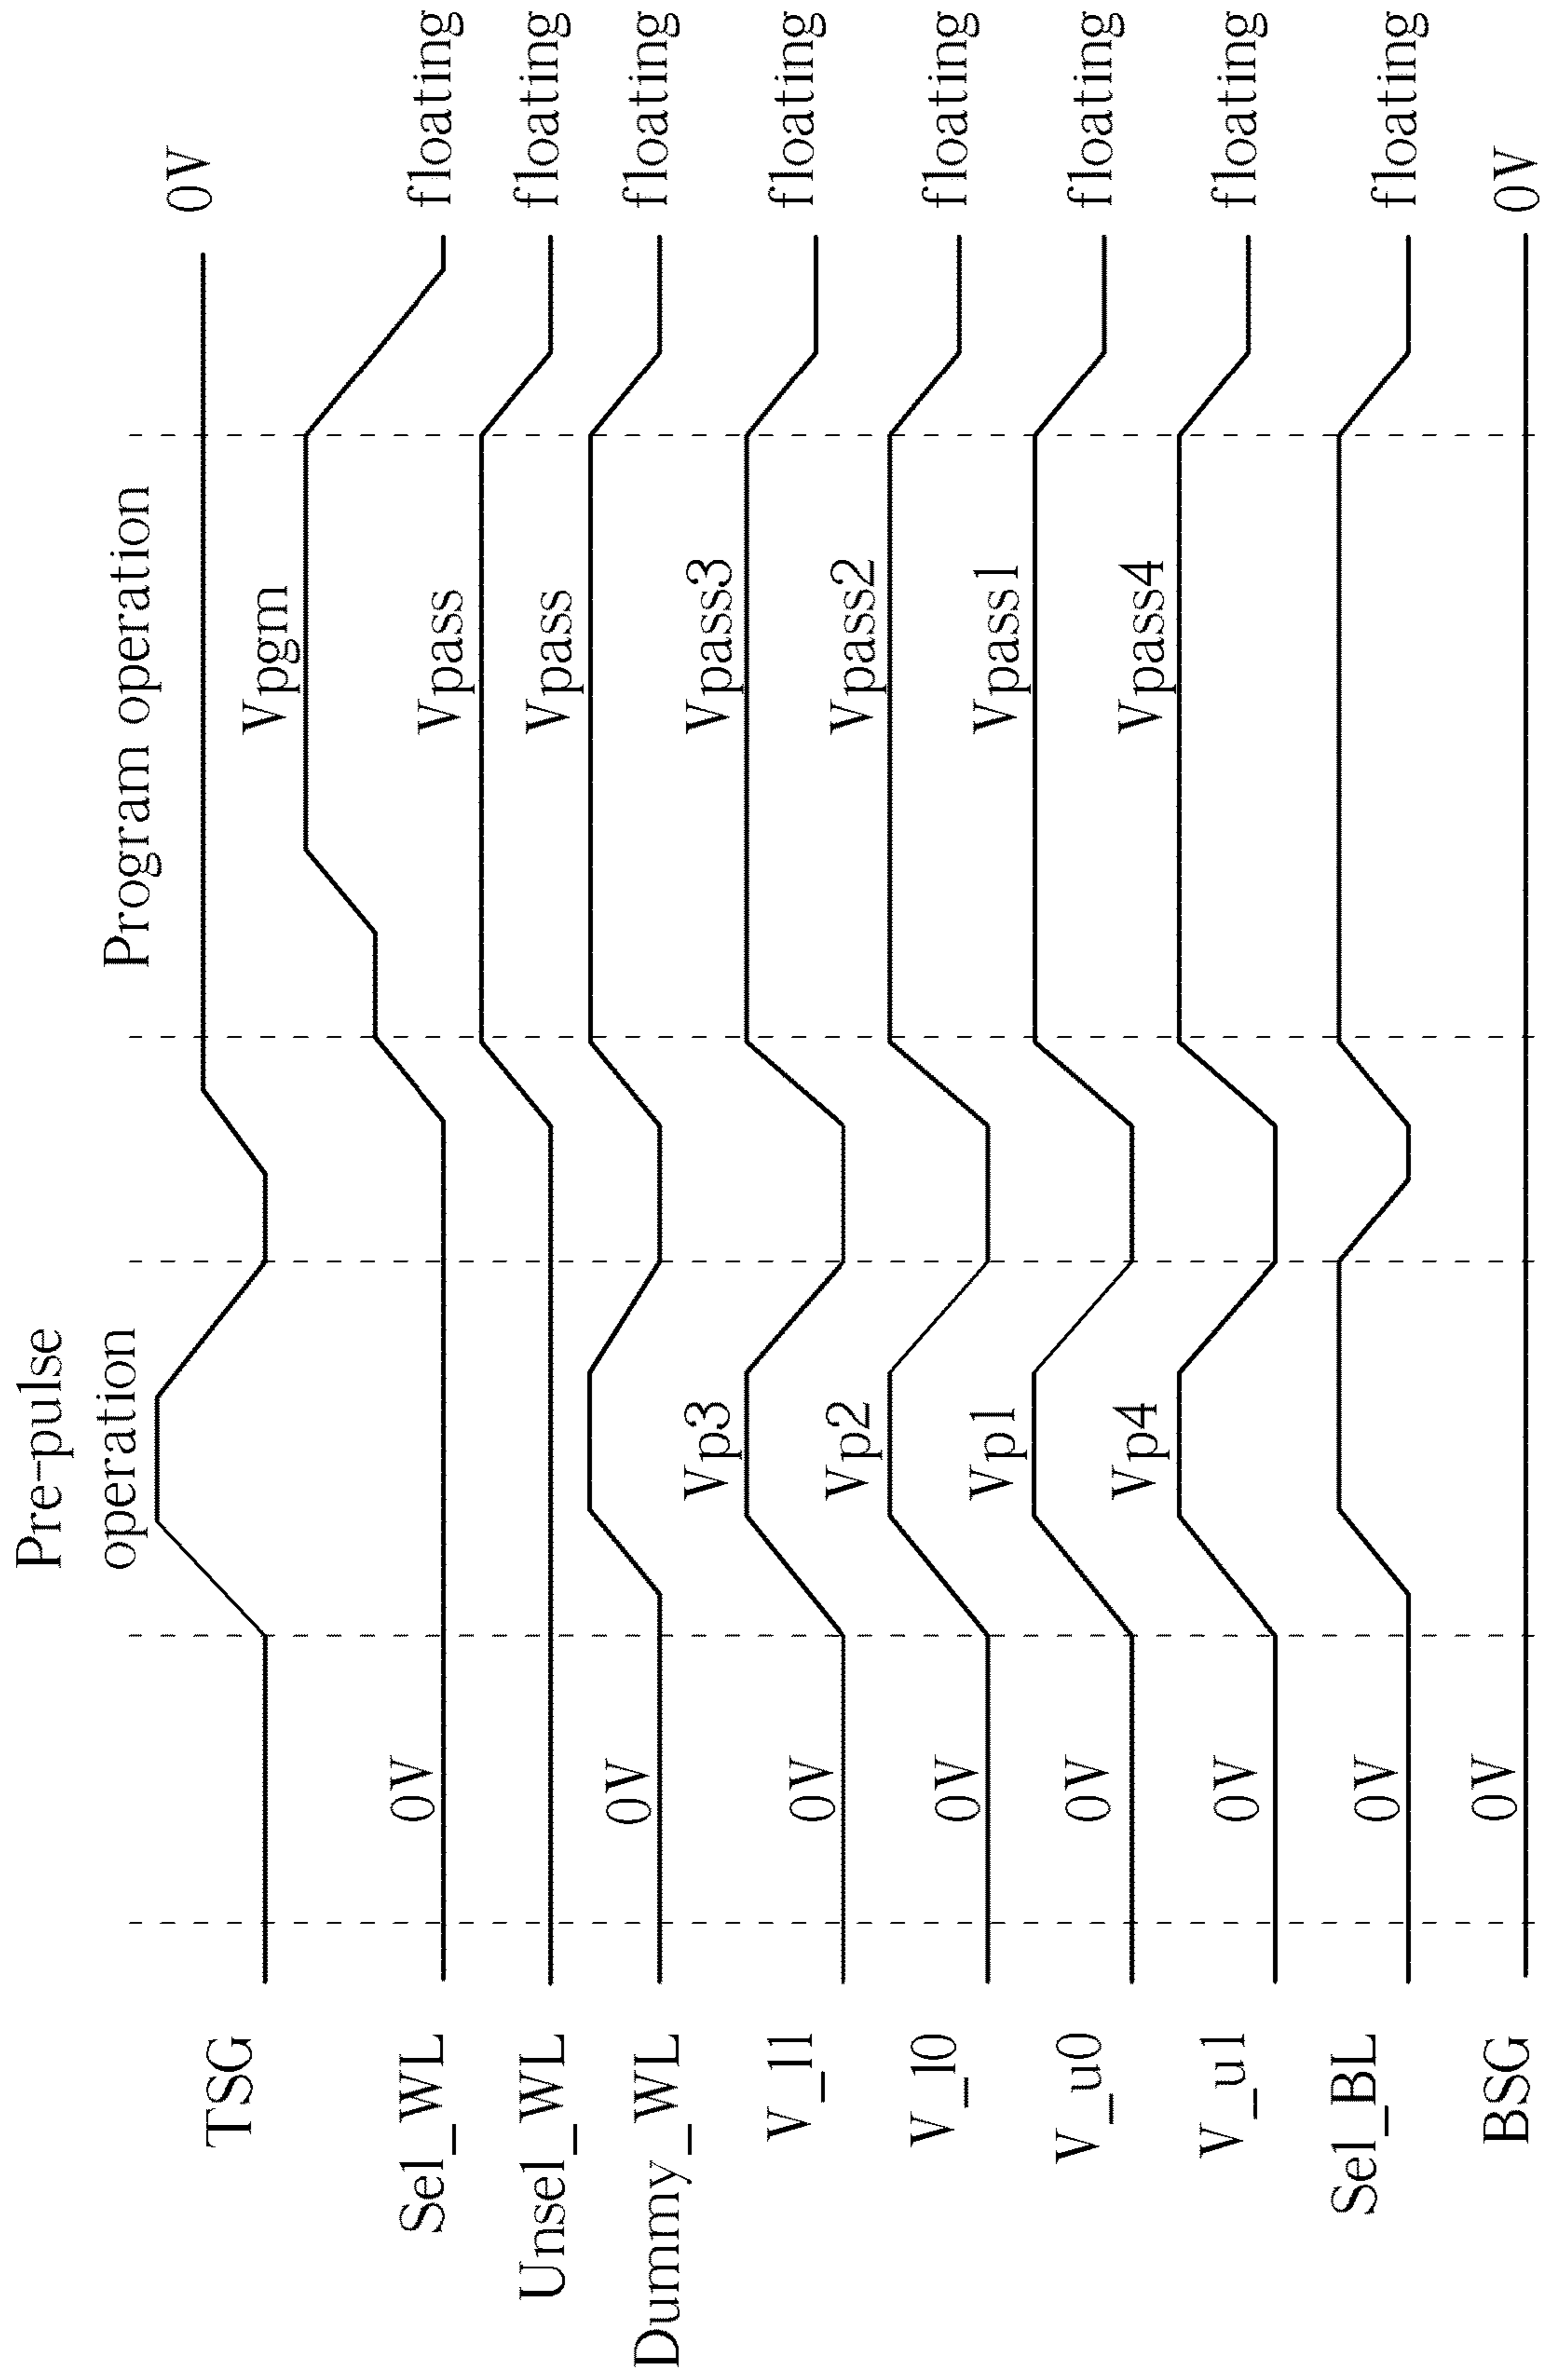 Pre-pulse
operation
Program operation
TSG 0V
Sel_WL 0V Vpgm floating
Unsel_WL Vpass floating
Dummy_WL 0V Vpass floating
V_l1 0V Vp3 Vpass3 floating
V_l0 0V Vp2 Vpass2 floating
V_u0 0V Vp1 Vpass1 floating
V_u1 0V Vp4 Vpass4 floating
Sel_BL 0V floating
BSG 0V 0V